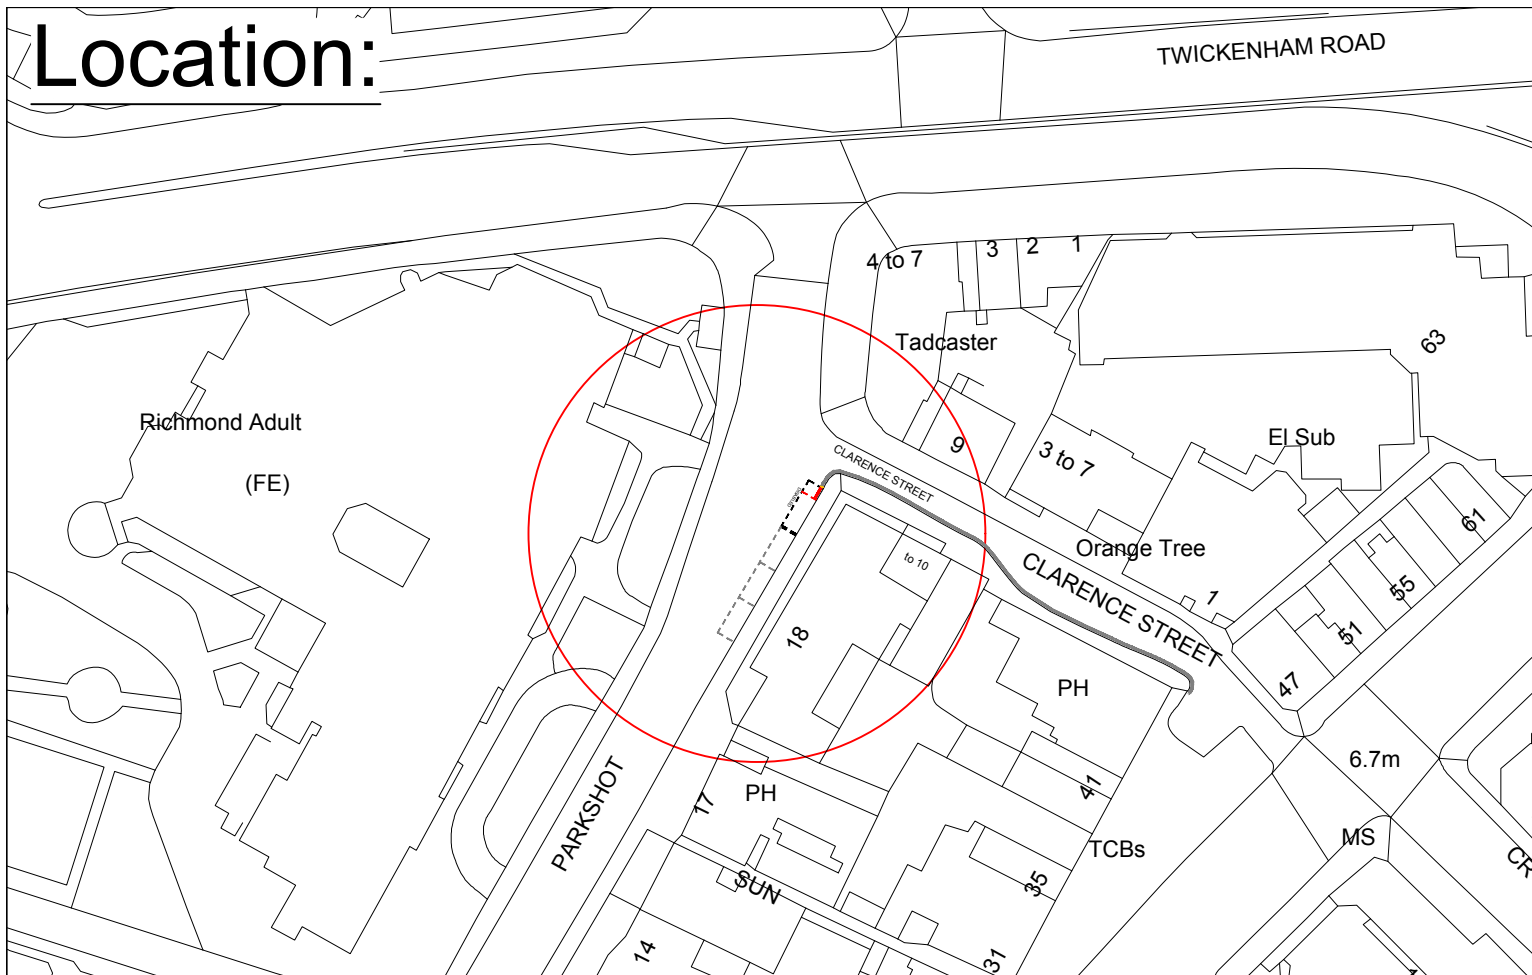 Location:
TWICKENHAM ROAD
4 to 7
3
2
1
Tadcaster
63
Richmond Adult
(FE)
9
3 to 7
El Sub
CLARENCE STREET
61
Orange Tree
to 10
CLARENCE STREET
1
55
51
18
47
PH
6.7m
41
17
PH
PARKSHOT
TCBs
MS
CR
35
SUN
31
14